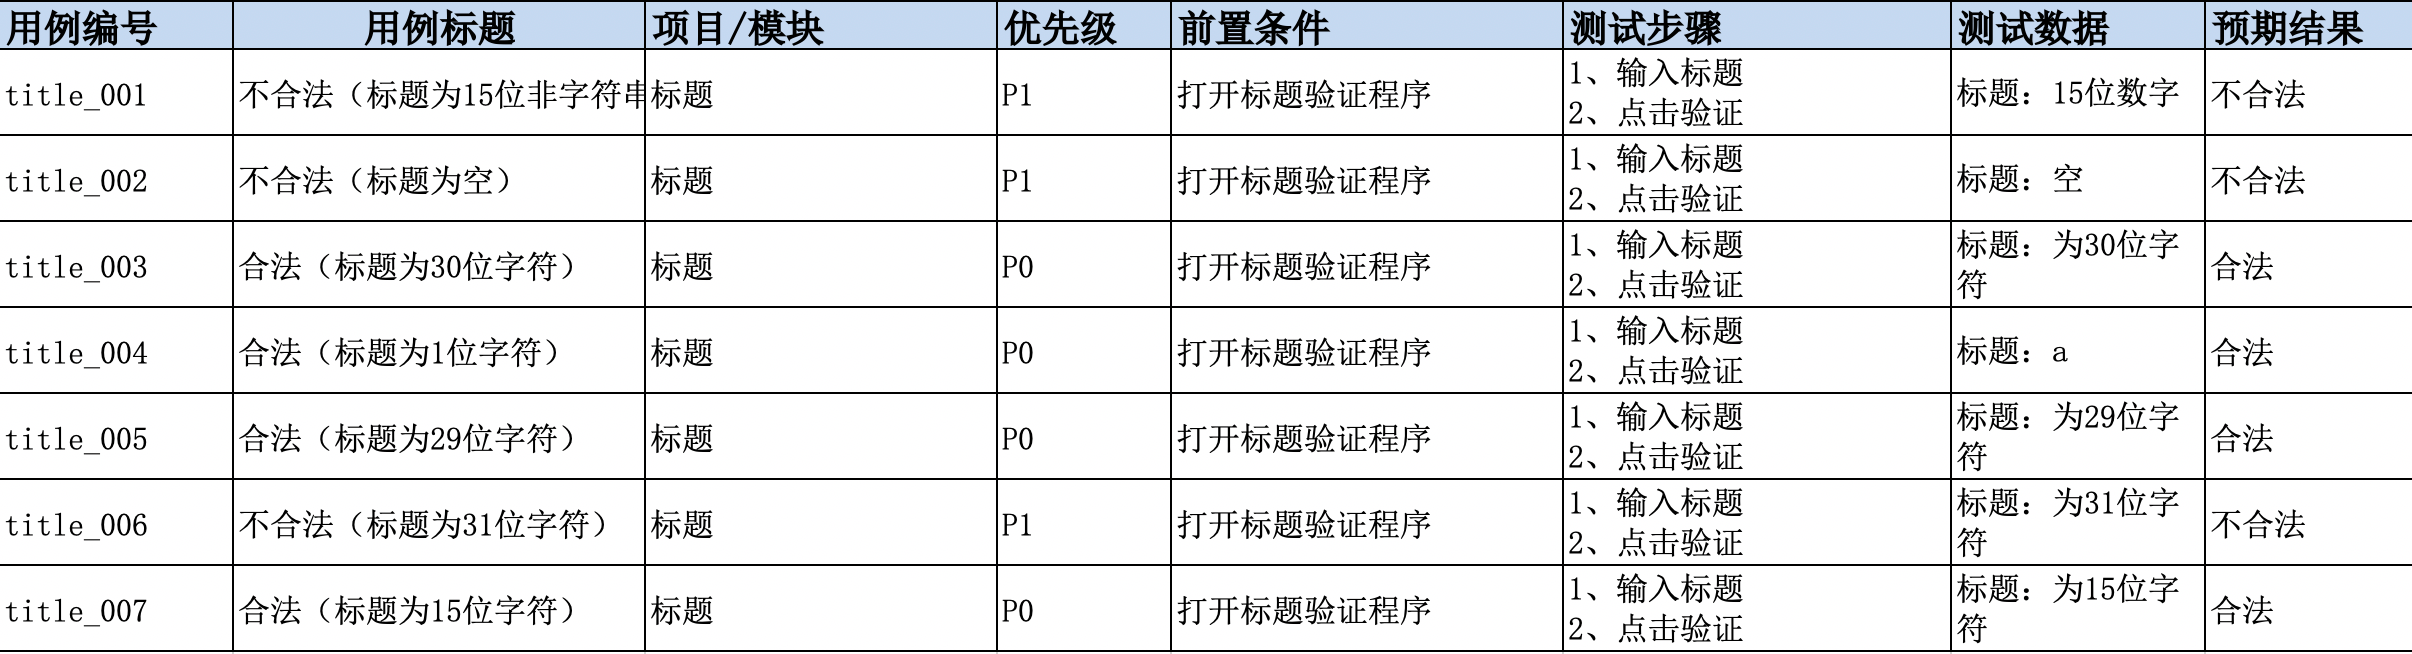 用例编号 用例标题 项目/模块 优先级 前置条件 测试步骤 测试数据 预期结果
title_001 不合法（标题为15位非字符串 标题 P1 打开标题验证程序 1、输入标题 标题：15位数字 不合法
2、点击验证
title_002 不合法（标题为空） 标题 P1 打开标题验证程序 1、输入标题 标题：空 不合法
2、点击验证
title_003 合法（标题为30位字符） 标题 P0 打开标题验证程序 1、输入标题 标题：为30位字 合法
2、点击验证 符
title_004 合法（标题为1位字符） 标题 P0 打开标题验证程序 1、输入标题 标题：a 合法
2、点击验证
title_005 合法（标题为29位字符） 标题 P0 打开标题验证程序 1、输入标题 标题：为29位字 合法
2、点击验证 符
title_006 不合法（标题为31位字符） 标题 P1 打开标题验证程序 1、输入标题 标题：为31位字 不合法
2、点击验证 符
title_007 合法（标题为15位字符） 标题 P0 打开标题验证程序 1、输入标题 标题：为15位字 合法
2、点击验证 符